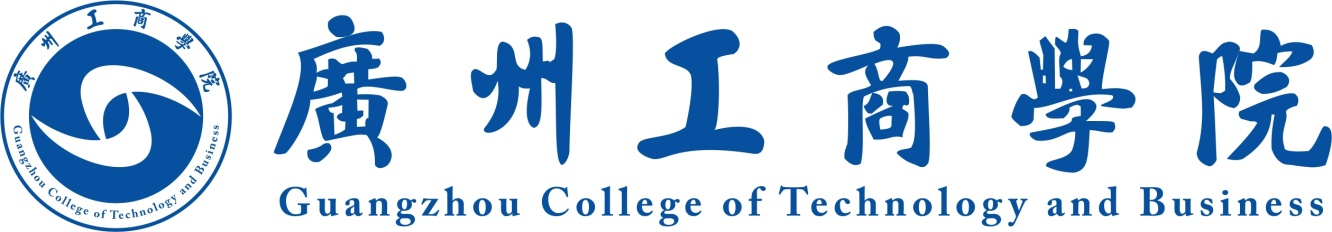 廣州工商學院
Guangzhou College of Technology and Business
廣州工商學院
Guangzhou College of Technology and Business